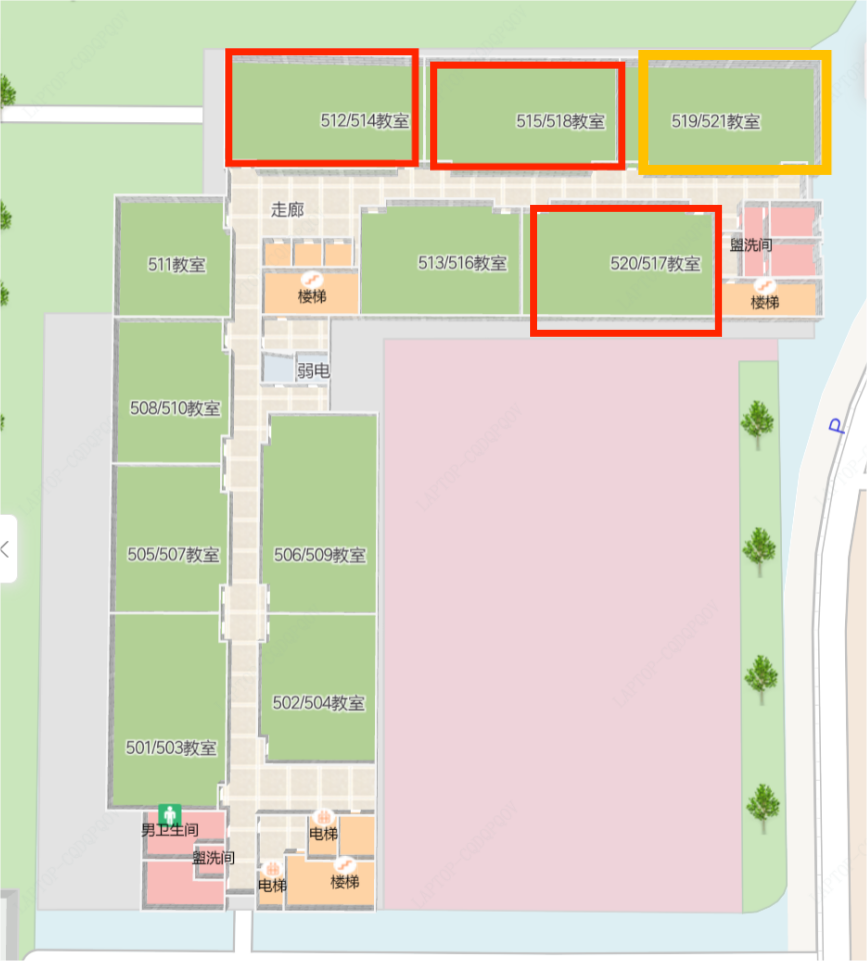 512/514教室
515/518教室
519/521教室
走廊
511教室
513/516教室
520/517教室
盥洗间
楼梯
楼梯
弱电
508/510教室
P
505/507教室
506/509教室
502/504教室
501/503教室
男卫生间
电梯
盥洗间
电梯
楼梯